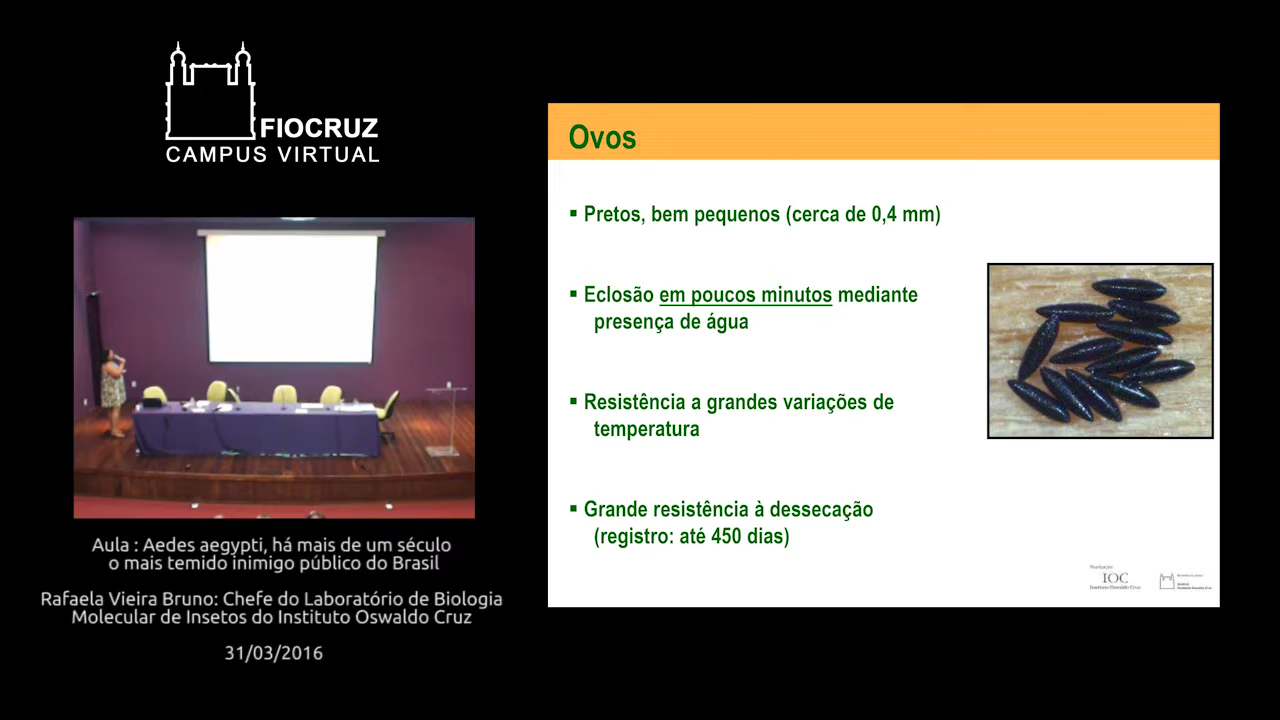 FIOCRUZ
CAMPUS VIRTUAL
Aula : Aedes aegypti, há mais de um século
o mais temido inimigo público do Brasil
Rafaela Vieira Bruno: Chefe do Laboratório de Biologia
Molecular de Insetos do Instituto Oswaldo Cruz
31/03/2016
Ovos
▪ Pretos, bem pequenos (cerca de 0,4 mm)
▪ Eclosão em poucos minutos mediante
presença de água
▪ Resistência a grandes variações de
temperatura
▪ Grande resistência à dessecação
(registro: até 450 dias)
IOC
Instituto Oswaldo Cruz